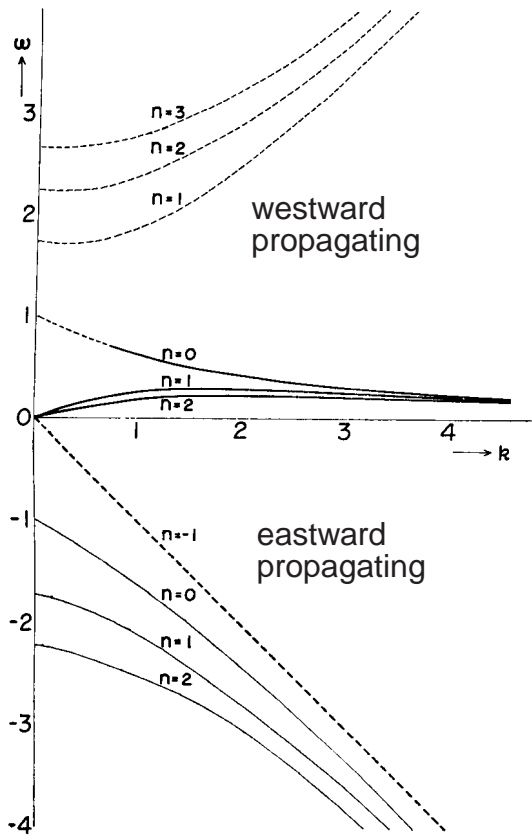 ω
3
n=3
n=2
2
n=1
westward
propagating
1
n=0
n=1
n=2
0
1
2
3
4
k
-1
n=-1
eastward
propagating
n=0
-2
n=1
n=2
-3
-4